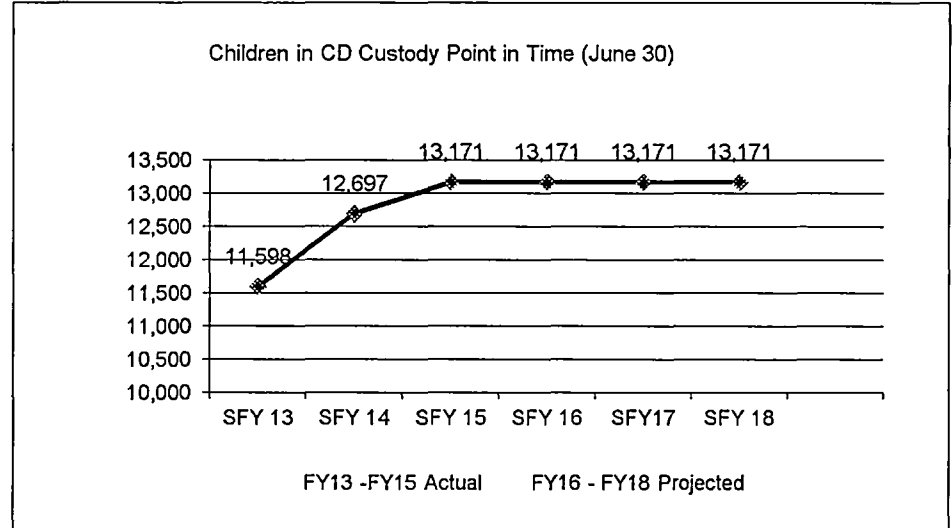 Children in CD Custody Point in Time (June 30)
13,171 13,171 13,171 13,171
13,500
13,000
12,697
12,500
12,000
11,598
11,500
11,000
10,500
10,000
SFY 13 SFY 14 SFY 15 SFY 16 SFY17 SFY 18
FY13 -FY15 Actual FY16 - FY18 Projected